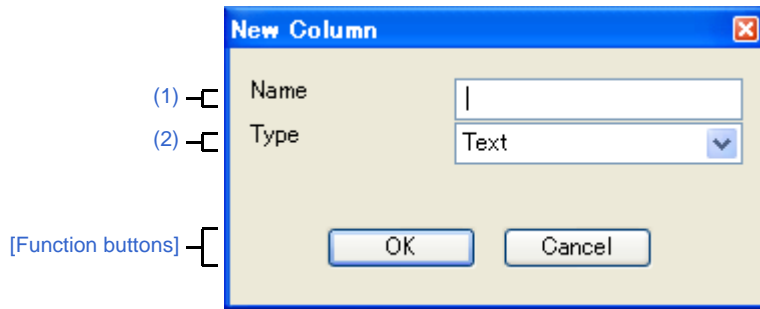 New Column
(1) Name
(2) Type Text
[Function buttons] OK Cancel